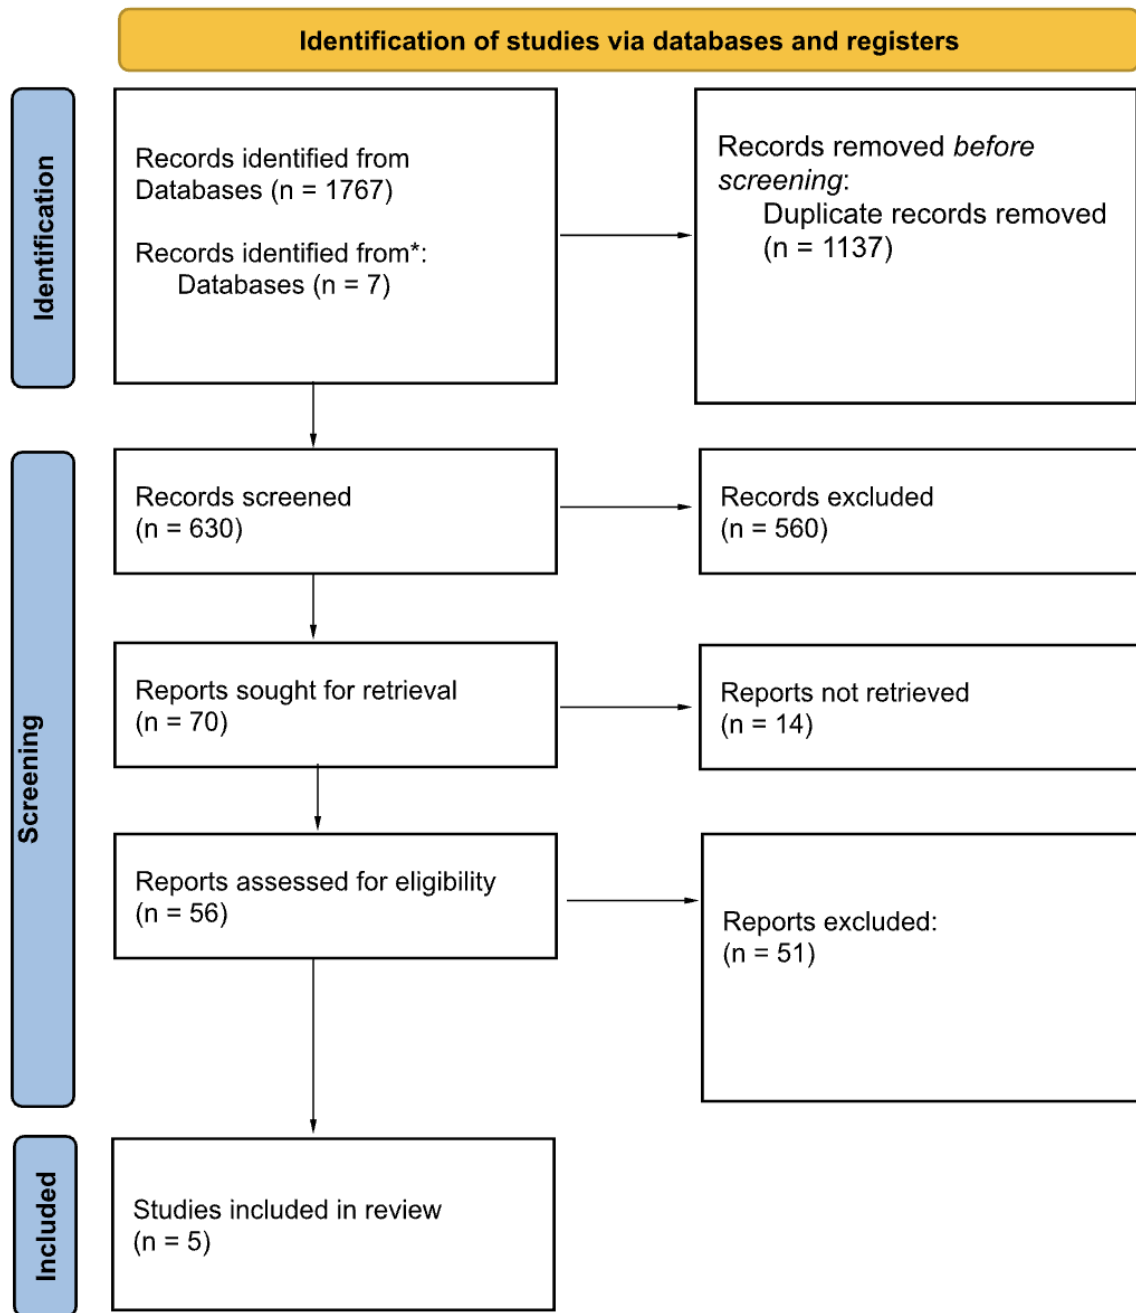 Identification of studies via databases and registers
Identification
Records identified from
Databases (n = 1767)
Records identified from*:
Databases (n = 7)
Records removed before
screening:
Duplicate records removed
(n = 1137)
Screening
Records screened
(n = 630)
Records excluded
(n = 560)
Reports sought for retrieval
(n = 70)
Reports not retrieved
(n = 14)
Reports assessed for eligibility
(n = 56)
Reports excluded:
(n = 51)
Included
Studies included in review
(n = 5)